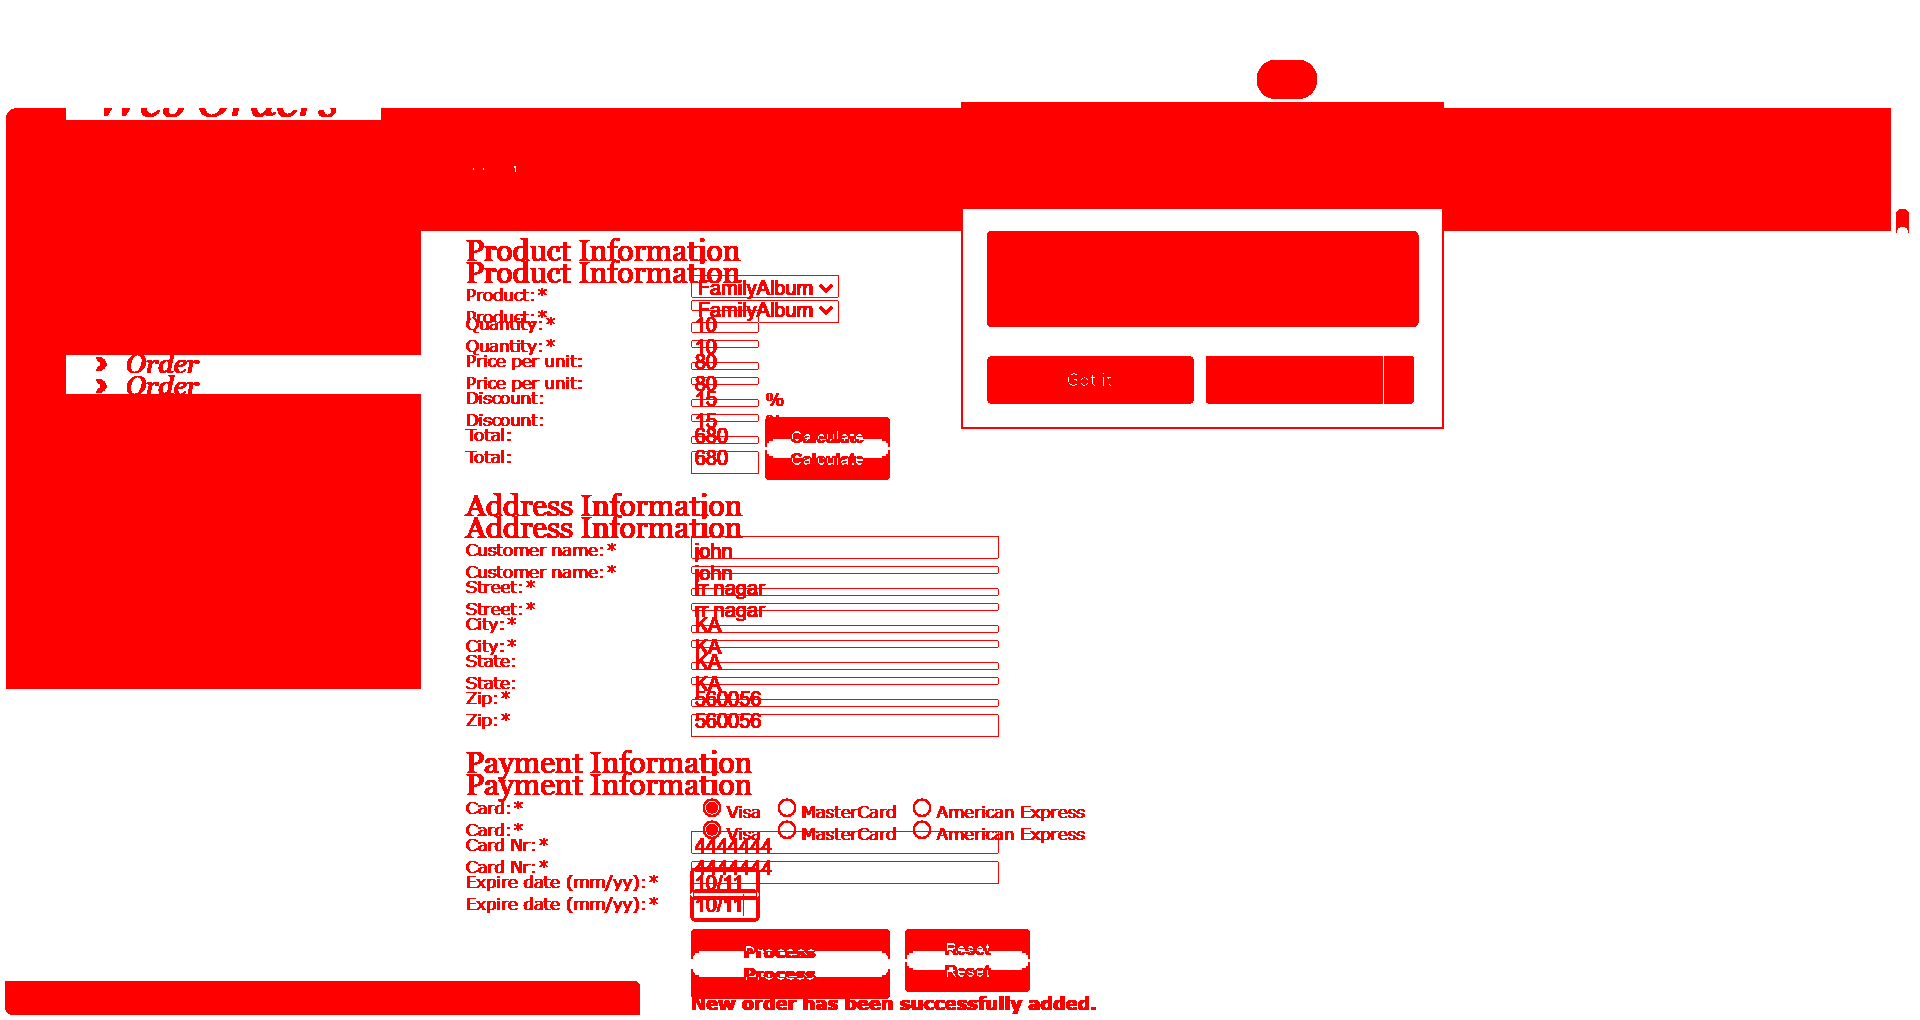 Web Orders
Product Information
Product Information
Product:* FamilyAlbum
Product:* FamilyAlbum
Quantity:* 10
Quantity:* 10
Price per unit: 80
Price per unit: 80
Order
Order
Got it
Discount: 15 %
Discount: 15 %
Total: 680 Calculate
Total: 680 Calculate
Address Information
Address Information
Customer name:* john
Customer name:* john
Street:* rr nagar
Street:* rr nagar
City:* KA
City:* KA
State: KA
State: KA
Zip:* 560056
Zip:* 560056
Payment Information
Payment Information
Card:* Visa MasterCard American Express
Card:* Visa MasterCard American Express
Card Nr:* 4444444
Card Nr:* 4444444
Expire date (mm/yy):* 10/11
Expire date (mm/yy):* 10/11
Process Reset
Process Reset
New order has been successfully added.